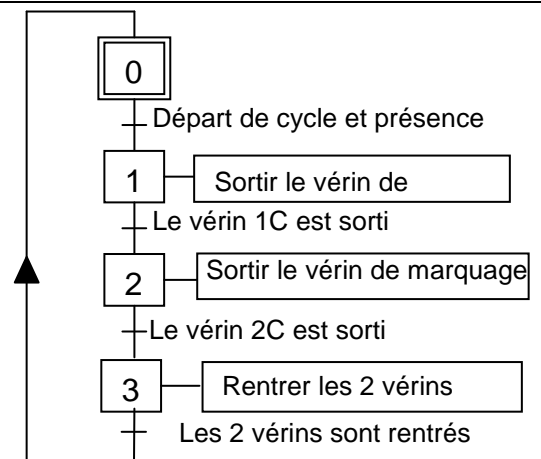 0
Départ de cycle et présence
1
Sortir le vérin de
Le vérin 1C est sorti
2
Sortir le vérin de marquage
Le vérin 2C est sorti
3
Rentrer les 2 vérins
Les 2 vérins sont rentrés